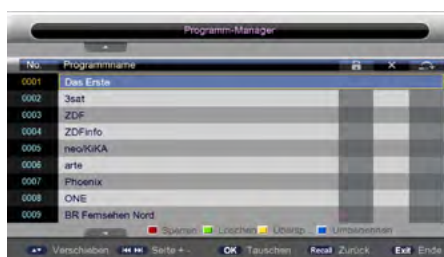 Programm-Manager
No. Programmname
0001 Das Erste
0002 3sat
0003 ZDF
0004 ZDFinfo
0005 neo/KiKA
0006 arte
0007 Phoenix
0008 ONE
0009 BR Fernsehen Nord
Sperren Löschen Übersp. Umbenennen
Verschieben Seite + - OK Tauschen Recall Zurück Exit Ende